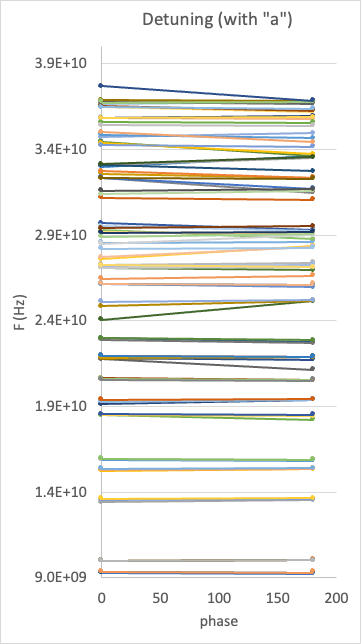 Detuning (with "a")
3.9E+10
3.4E+10
2.9E+10
2.4E+10
1.9E+10
1.4E+10
9.0E+09
F (Hz)
0 50 100 150 200
phase